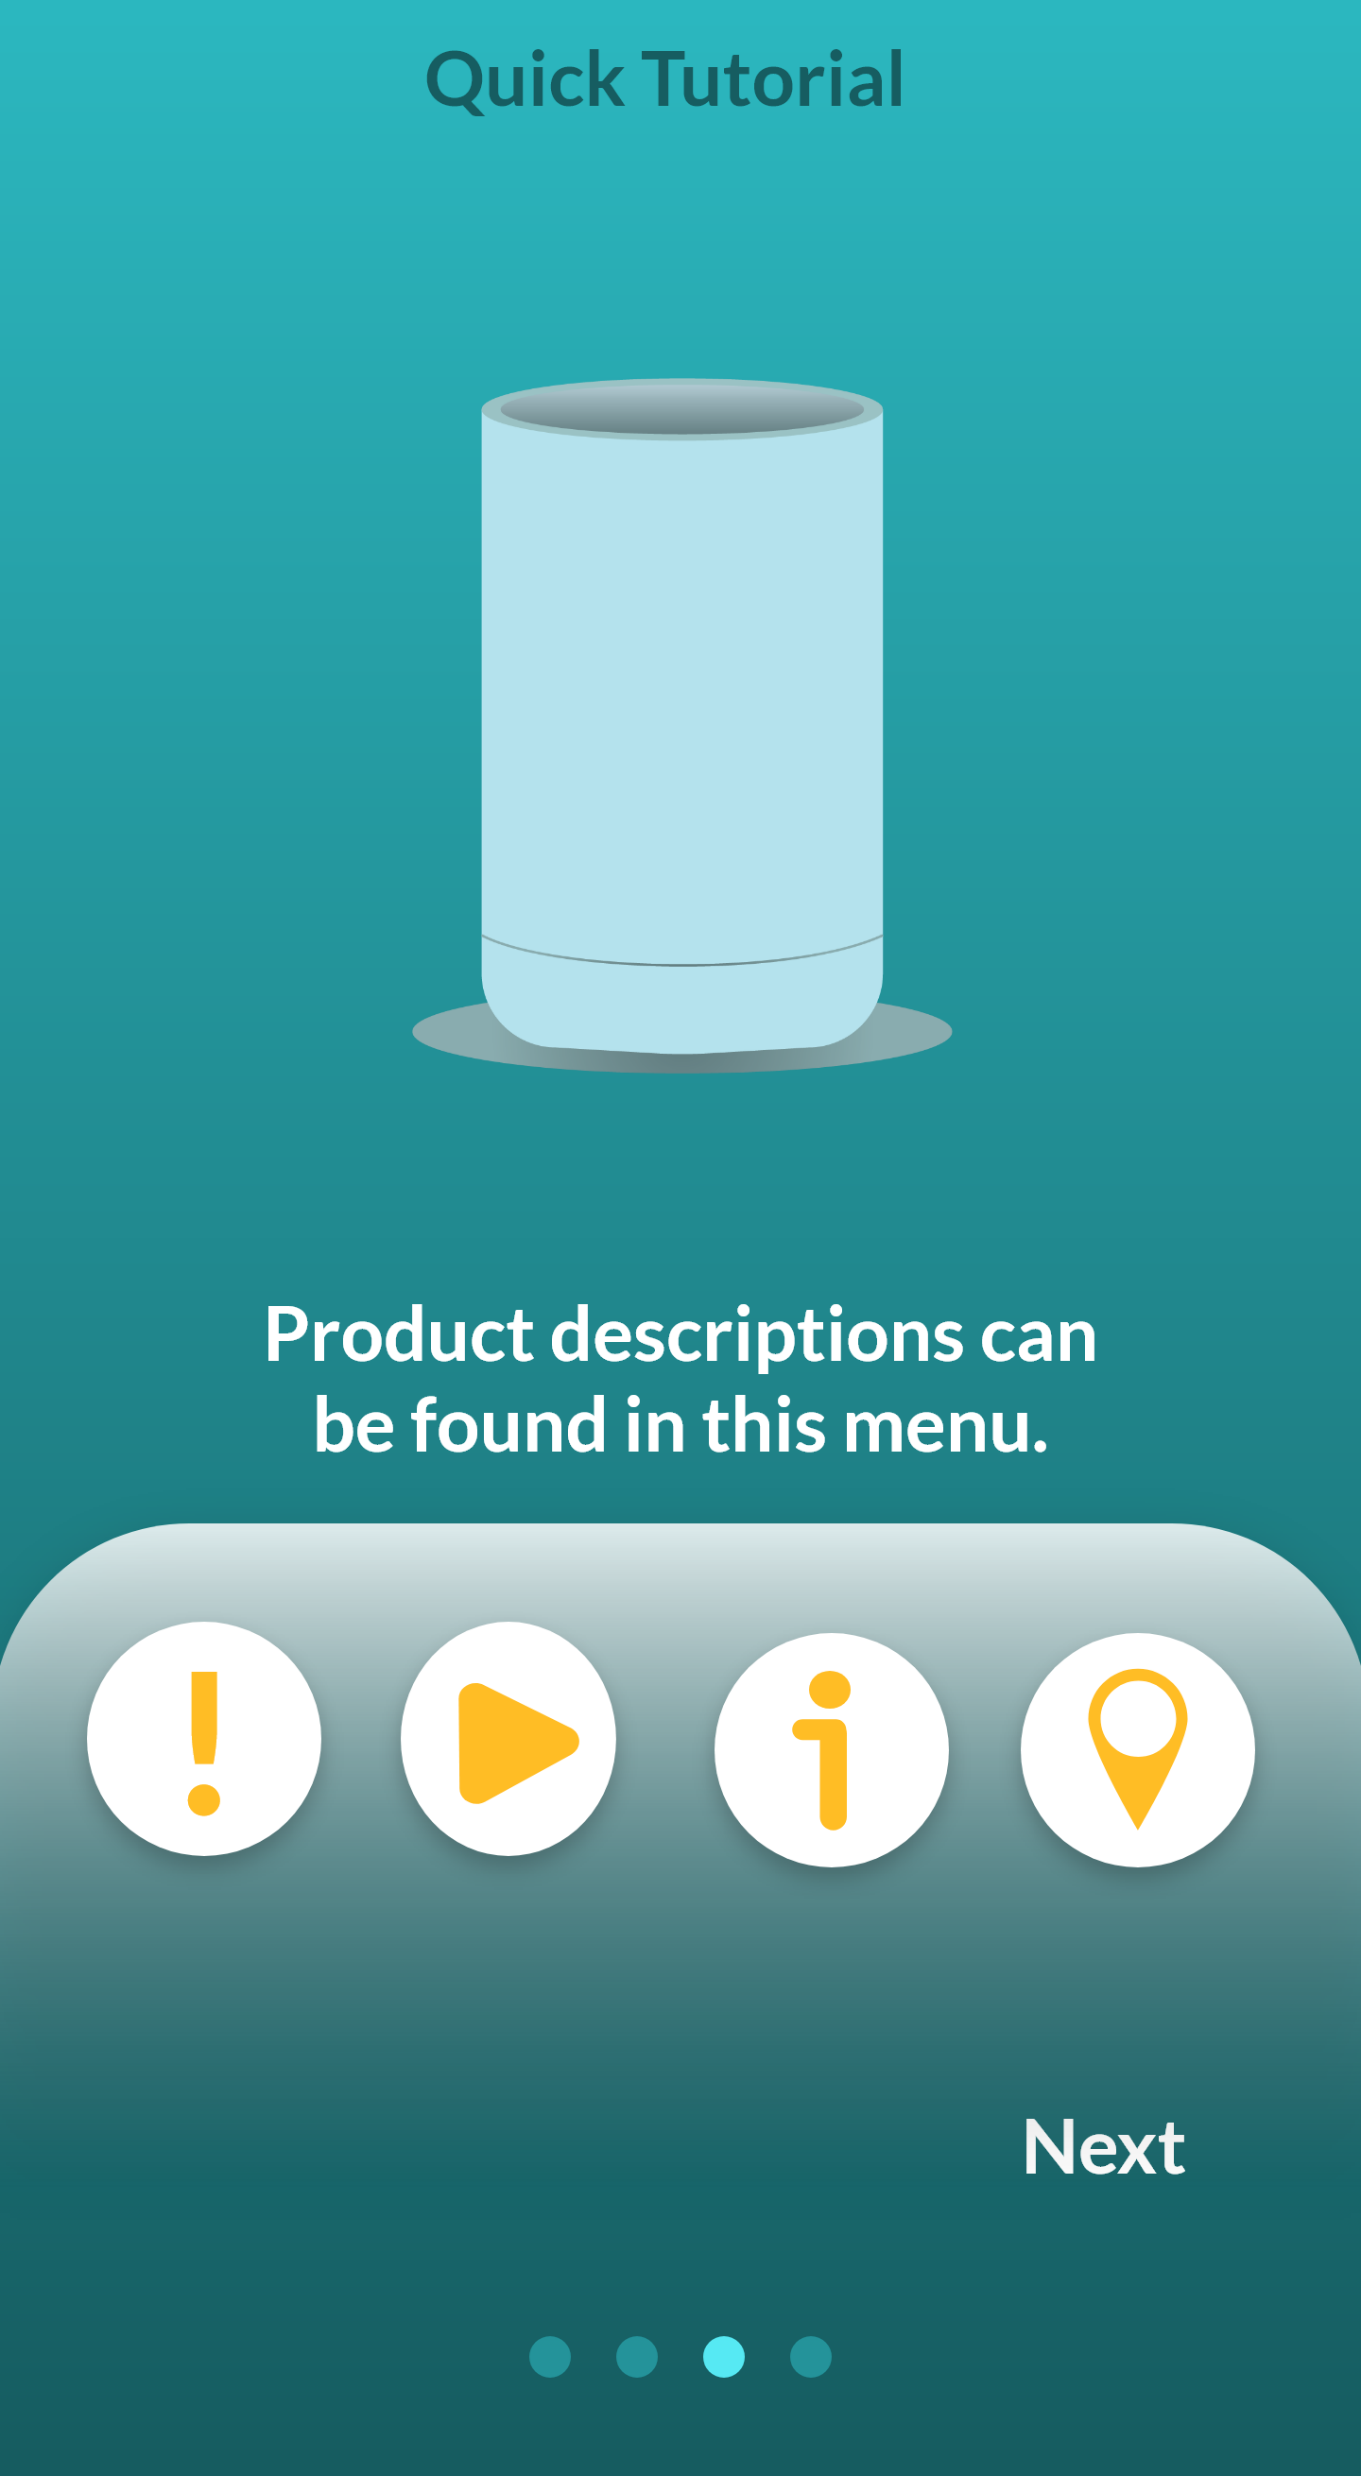 Quick Tutorial
Product descriptions can
be found in this menu.
Next